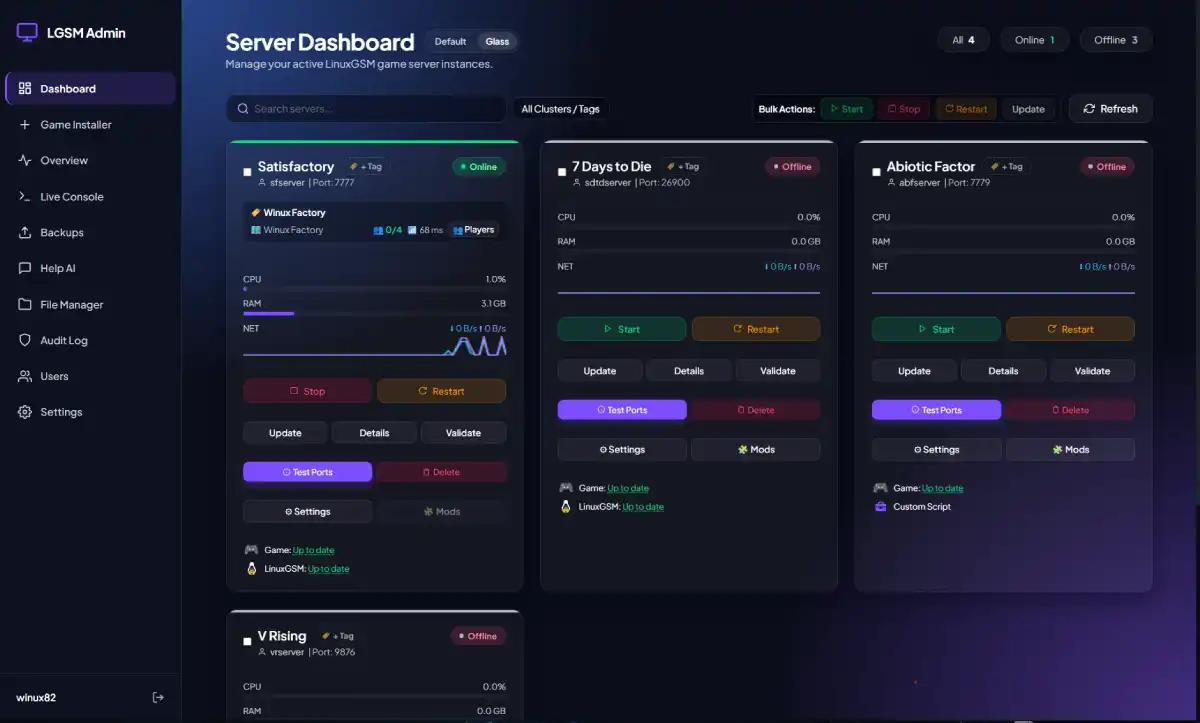 LGSM Admin
Dashboard
Game Installer
Overview
Live Console
Backups
Help AI
File Manager
Audit Log
Users
Settings
winux82
Server Dashboard
Default
Glass
Manage your active LinuxGSM game server instances.
All 4
Online 1
Offline 3
Search servers...
All Clusters / Tags
Bulk Actions:
Start
Stop
Restart
Update
Refresh
Satisfactory
+ Tag
Online
sfserver | Port: 7777
Winux Factory
Winux Factory
0/4
68 ms
Players
CPU
1.0%
RAM
3.1 GB
NET
⬇ 0 B/s ⬆ 0 B/s
Stop
Restart
Update
Details
Validate
Test Ports
Delete
Settings
Mods
Game: Up to date
LinuxGSM: Up to date
7 Days to Die
+ Tag
Offline
sdtdserver | Port: 26900
CPU
0.0%
RAM
0.0 GB
NET
⬇ 0 B/s ⬆ 0 B/s
Start
Restart
Update
Details
Validate
Test Ports
Delete
Settings
Mods
Game: Up to date
LinuxGSM: Up to date
Abiotic Factor
+ Tag
Offline
abfserver | Port: 7779
CPU
0.0%
RAM
0.0 GB
NET
⬇ 0 B/s ⬆ 0 B/s
Start
Restart
Update
Details
Validate
Test Ports
Delete
Settings
Mods
Game: Up to date
Custom Script
V Rising
+ Tag
Offline
vrserver | Port: 9876
CPU
0.0%
RAM
0.0 GB